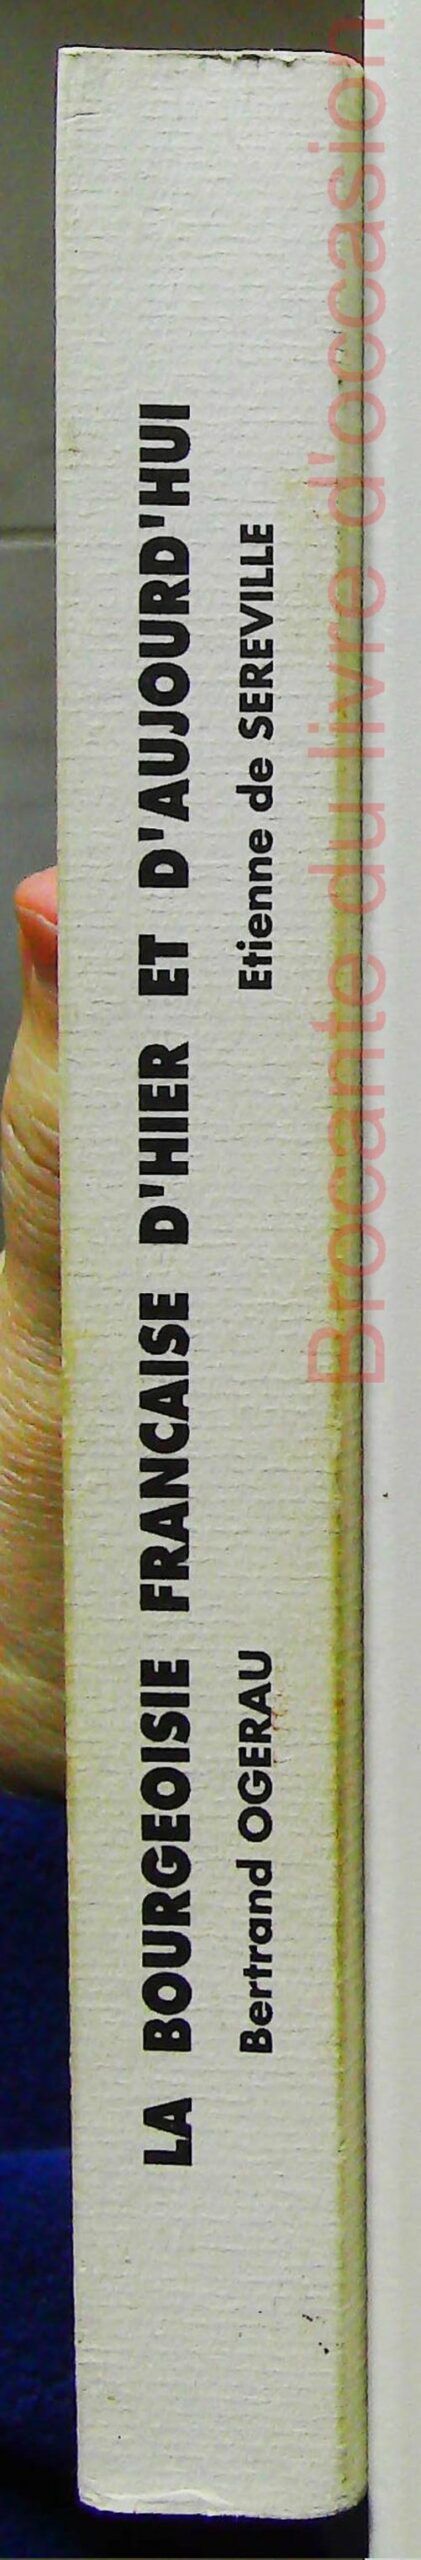 LA BOURGEOISIE FRANCAISE D'HIER ET D'AUJOURD'HUI
Bertrand OGERAU
Etienne de SEREVILLE
Brocante du livre d'occasion